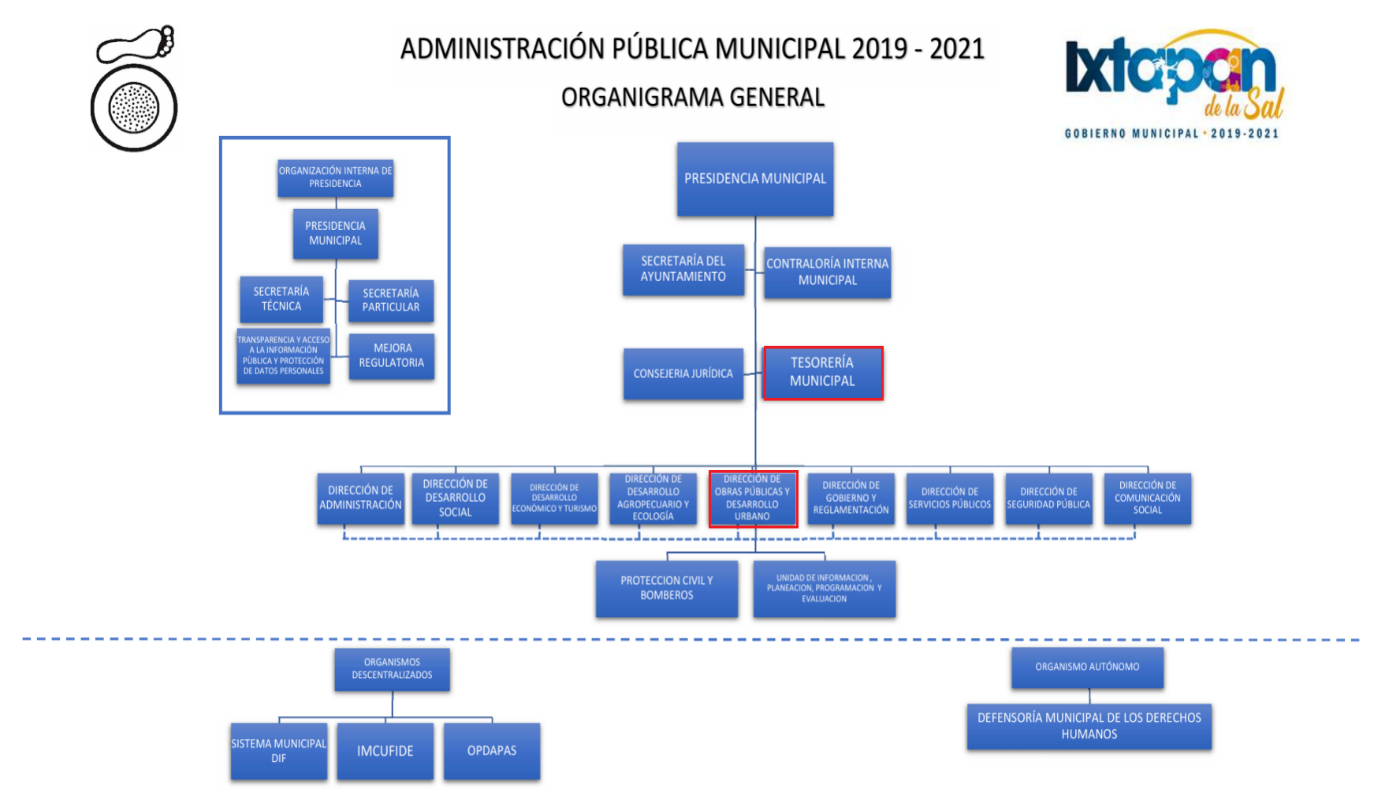 ADMINISTRACIÓN PÚBLICA MUNICIPAL 2019 - 2021
ORGANIGRAMA GENERAL
Ixtapan
de la Sal
GOBIERNO MUNICIPAL • 2019-2021
ORGANIZACIÓN INTERNA DE
PRESIDENCIA
PRESIDENCIA
MUNICIPAL
SECRETARÍA
TÉCNICA
SECRETARÍA
PARTICULAR
TRANSPARENCIA Y ACCESO
A LA INFORMACIÓN
PÚBLICA Y PROTECCIÓN
DE DATOS PERSONALES
MEJORA
REGULATORIA
PRESIDENCIA MUNICIPAL
SECRETARÍA DEL
AYUNTAMIENTO
CONTRALORÍA INTERNA
MUNICIPAL
CONSEJERIA JURÍDICA
TESORERÍA
MUNICIPAL
DIRECCIÓN DE
ADMINISTRACIÓN
DIRECCIÓN DE
DESARROLLO
SOCIAL
DIRECCIÓN DE
DESARROLLO
ECONÓMICO Y TURISMO
DIRECCIÓN DE
DESARROLLO
AGROPECUARIO Y
ECOLOGÍA
DIRECCIÓN DE
OBRAS PÚBLICAS Y
DESARROLLO
URBANO
DIRECCIÓN DE
GOBIERNO Y
REGLAMENTACIÓN
DIRECCIÓN DE
SERVICIOS PÚBLICOS
DIRECCIÓN DE
SEGURIDAD PÚBLICA
DIRECCIÓN DE
COMUNICACIÓN
SOCIAL
PROTECCION CIVIL Y
BOMBEROS
UNIDAD DE INFORMACION ,
PLANEACION, PROGRAMACION Y
EVALUACION
ORGANISMOS
DESCENTRALIZADOS
SISTEMA MUNICIPAL
DIF
IMCUFIDE
OPDAPAS
ORGANISMO AUTÓNOMO
DEFENSORÍA MUNICIPAL DE LOS DERECHOS
HUMANOS